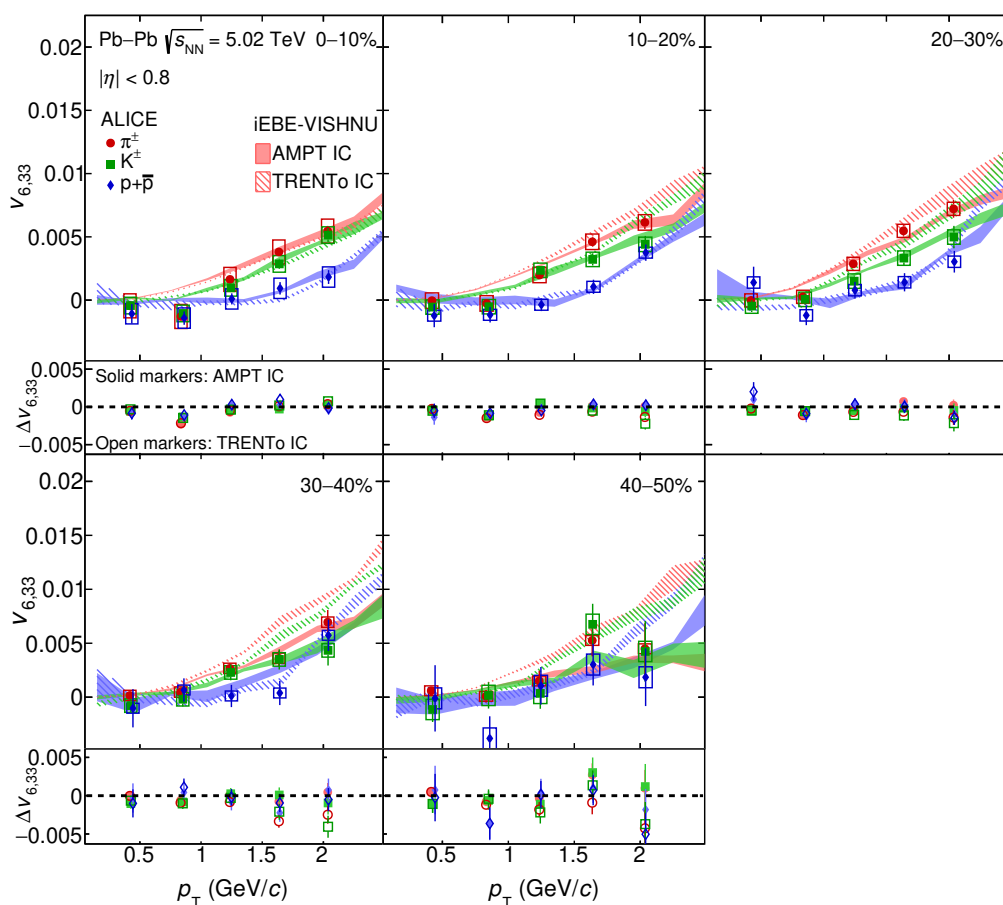 Pb–Pb √sNN = 5.02 TeV 0–10%
10–20%
20–30%
|η| < 0.8
ALICE
π±
K±
p+p̅
iEBE-VISHNU
AMPT IC
TRENTo IC
v6,33
0.02
0.015
0.01
0.005
0
0.005
0
−0.005
Δv6,33
Solid markers: AMPT IC
Open markers: TRENTo IC
30–40%
40–50%
v6,33
0.02
0.015
0.01
0.005
0
0.005
0
−0.005
Δv6,33
0.5 1 1.5 2
0.5 1 1.5 2
pT (GeV/c)
pT (GeV/c)